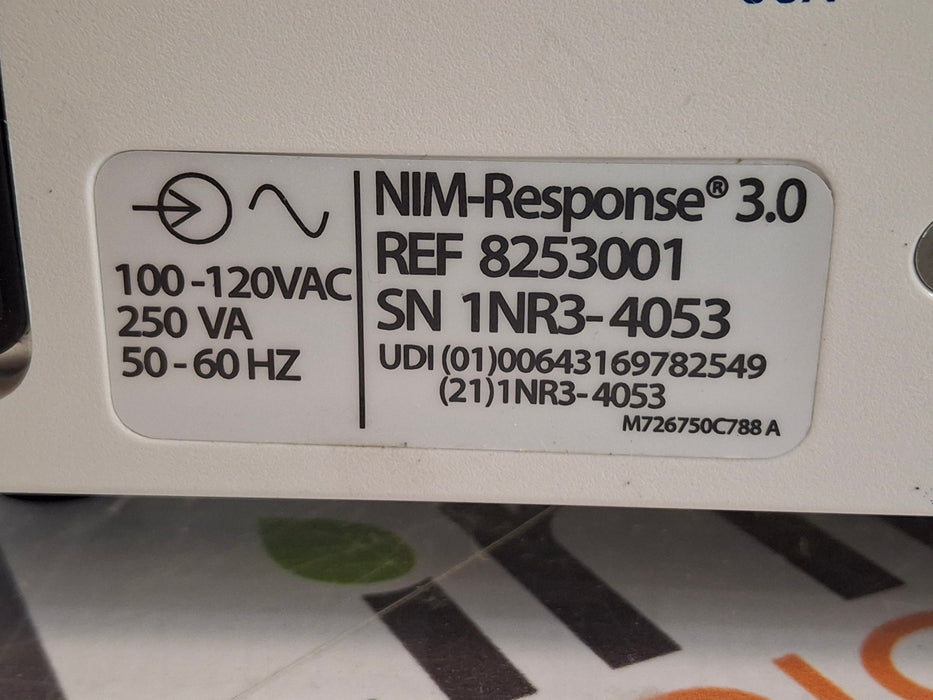 100-120VAC
250 VA
50-60 HZ
NIM-Response® 3.0
REF 8253001
SN 1NR3-4053
UDI (01)00643169782549
(21)1NR3-4053
M726750C788 A